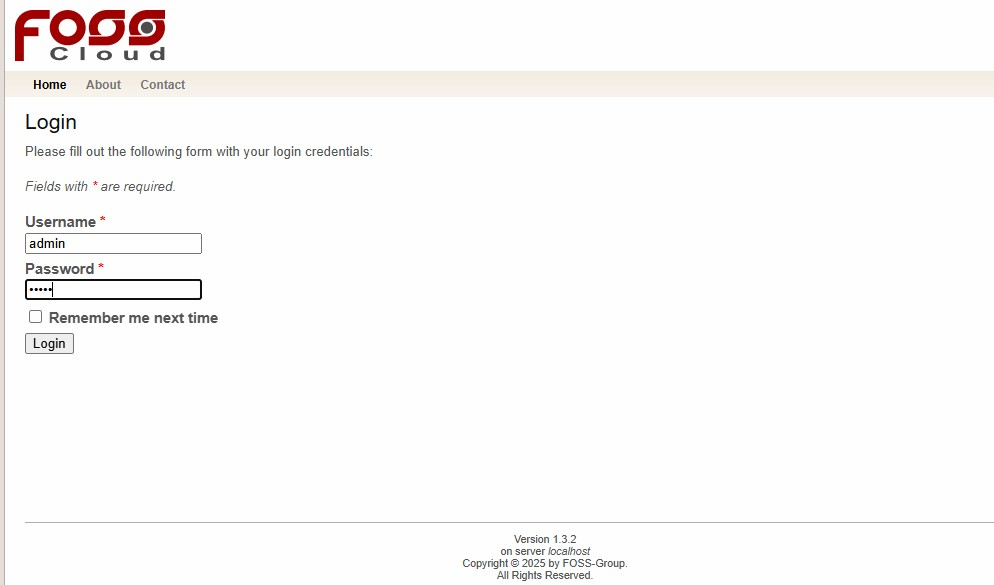 FOSS
Cloud
Home About Contact
Login
Please fill out the following form with your login credentials:
Fields with * are required.
Username *
admin
Password *
•••••
Remember me next time
Login
Version 1.3.2
on server localhost
Copyright © 2025 by FOSS-Group.
All Rights Reserved.